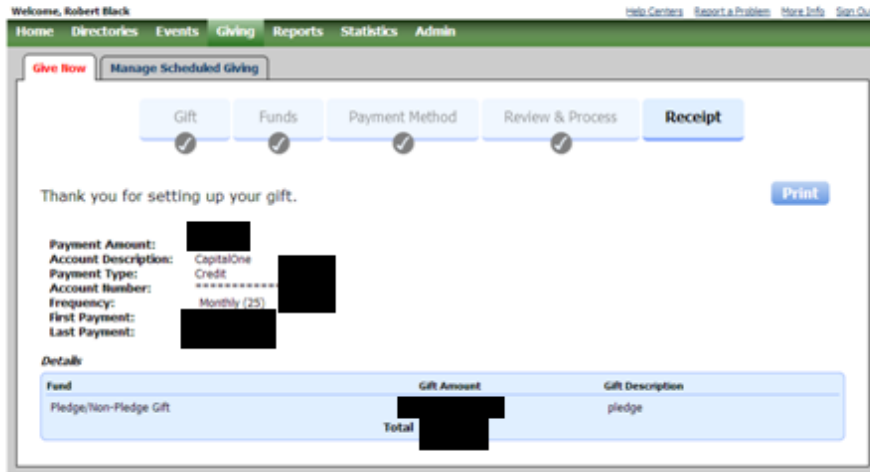 Welcome, Robert Black Help Centers Report a Problem More Info Sign Ou
Home Directories Events Giving Reports Statistics Admin
Give Now Manage Scheduled Giving
Gift Funds Payment Method Review & Process Receipt
Thank you for setting up your gift. Print
Payment Amount:
Account Description: CapitalOne
Payment Type: Credit
Account Number: ************
Frequency: Monthly (25)
First Payment:
Last Payment:
Details
Fund Gift Amount Gift Description
Pledge/Non-Pledge Gift pledge
Total